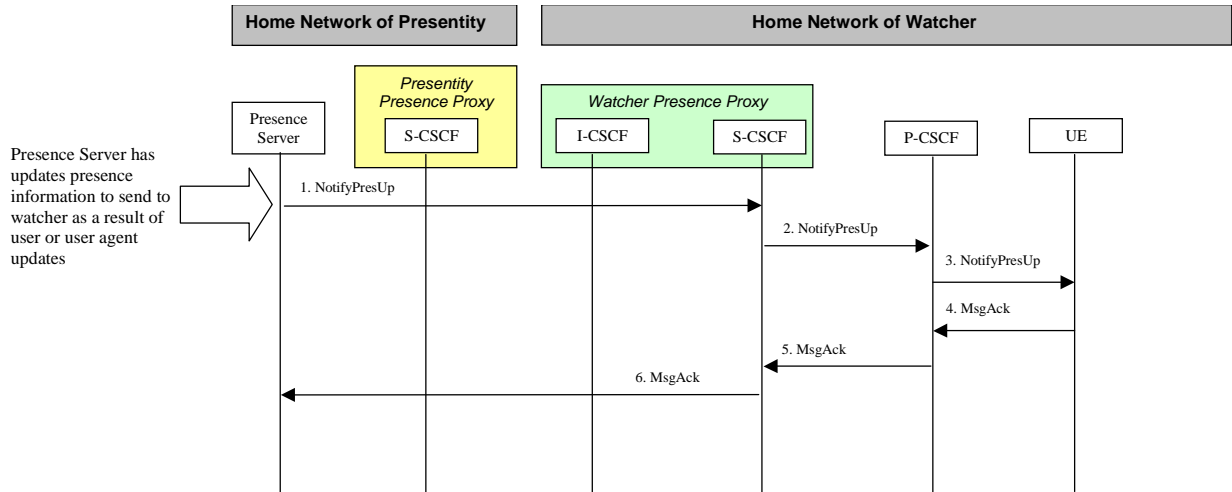 Home Network of Presentity
Home Network of Watcher
Presentity
Presence Proxy
Watcher Presence Proxy
Presence
Server
S-CSCF
I-CSCF
S-CSCF
P-CSCF
UE
Presence Server has
updates presence
information to send to
watcher as a result of
user or user agent
updates
1. NotifyPresUp
2. NotifyPresUp
3. NotifyPresUp
4. MsgAck
5. MsgAck
6. MsgAck